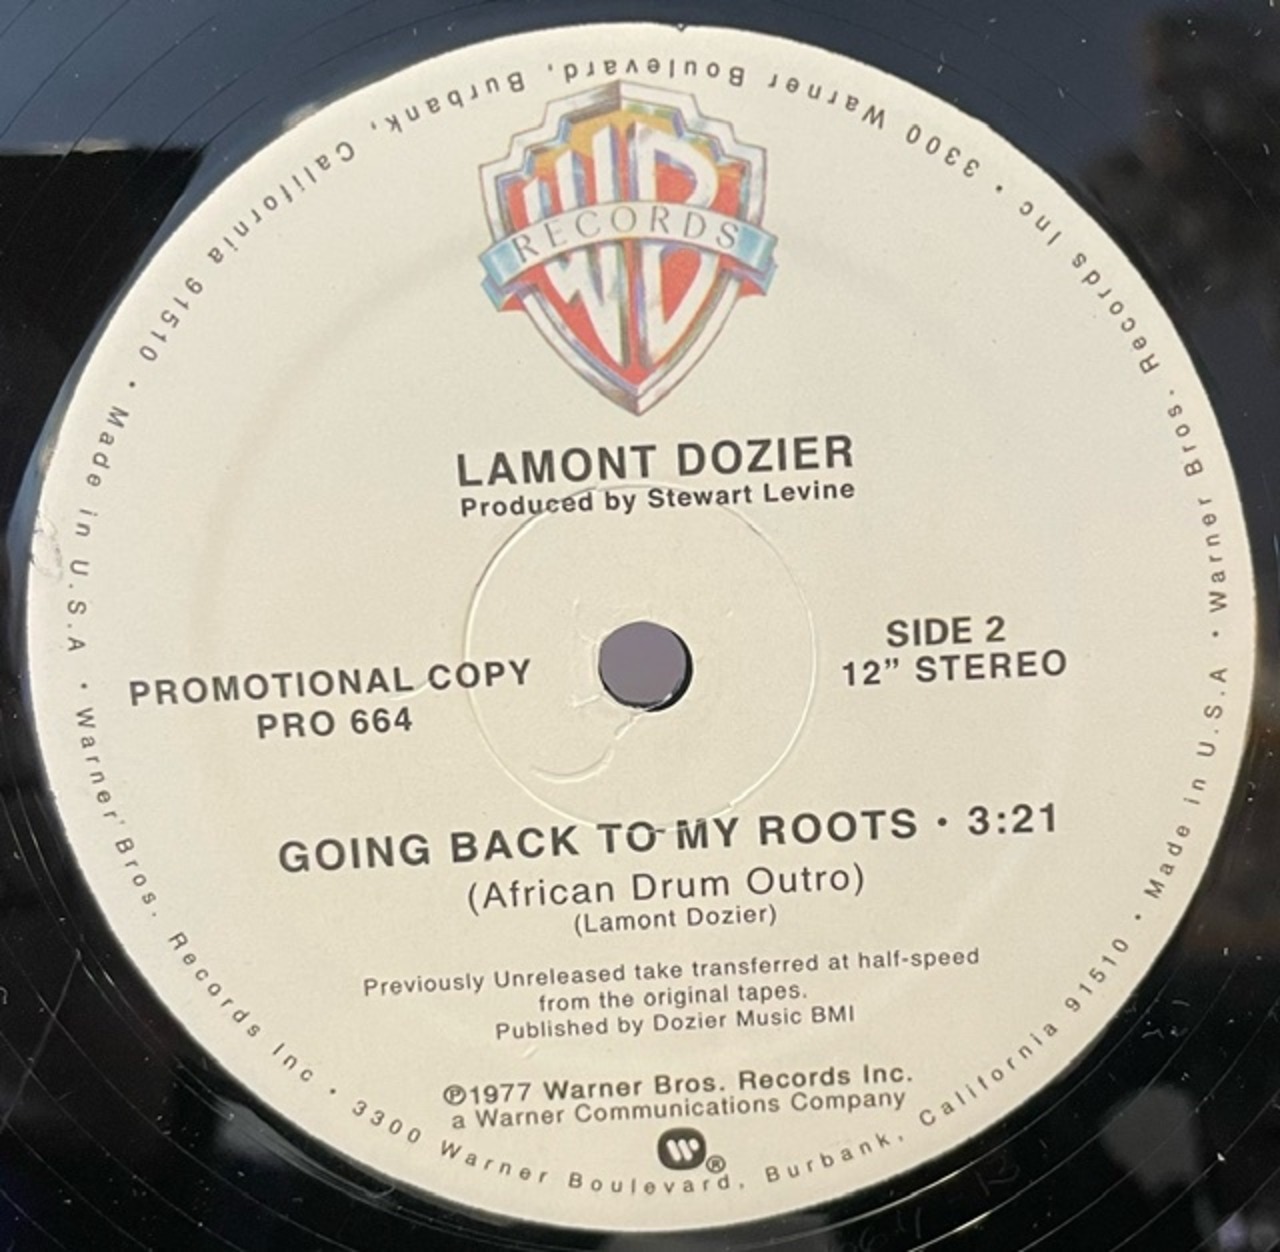 WB
RECORDS
LAMONT DOZIER
Produced by Stewart Levine
PROMOTIONAL COPY
PRO 664
SIDE 2
12” STEREO
GOING BACK TO MY ROOTS · 3:21
(African Drum Outro)
(Lamont Dozier)
Previously Unreleased take transferred at half-speed
from the original tapes.
Published by Dozier Music BMI
℗1977 Warner Bros. Records Inc.
a Warner Communications Company
W®
Warner Bros. Records Inc · 3300 Warner Boulevard, Burbank, California 91510 · Made in U.S.A ·
Warner Bros. Records Inc · 3300 Warner Boulevard, Burbank, California 91510 · Made in U.S.A ·